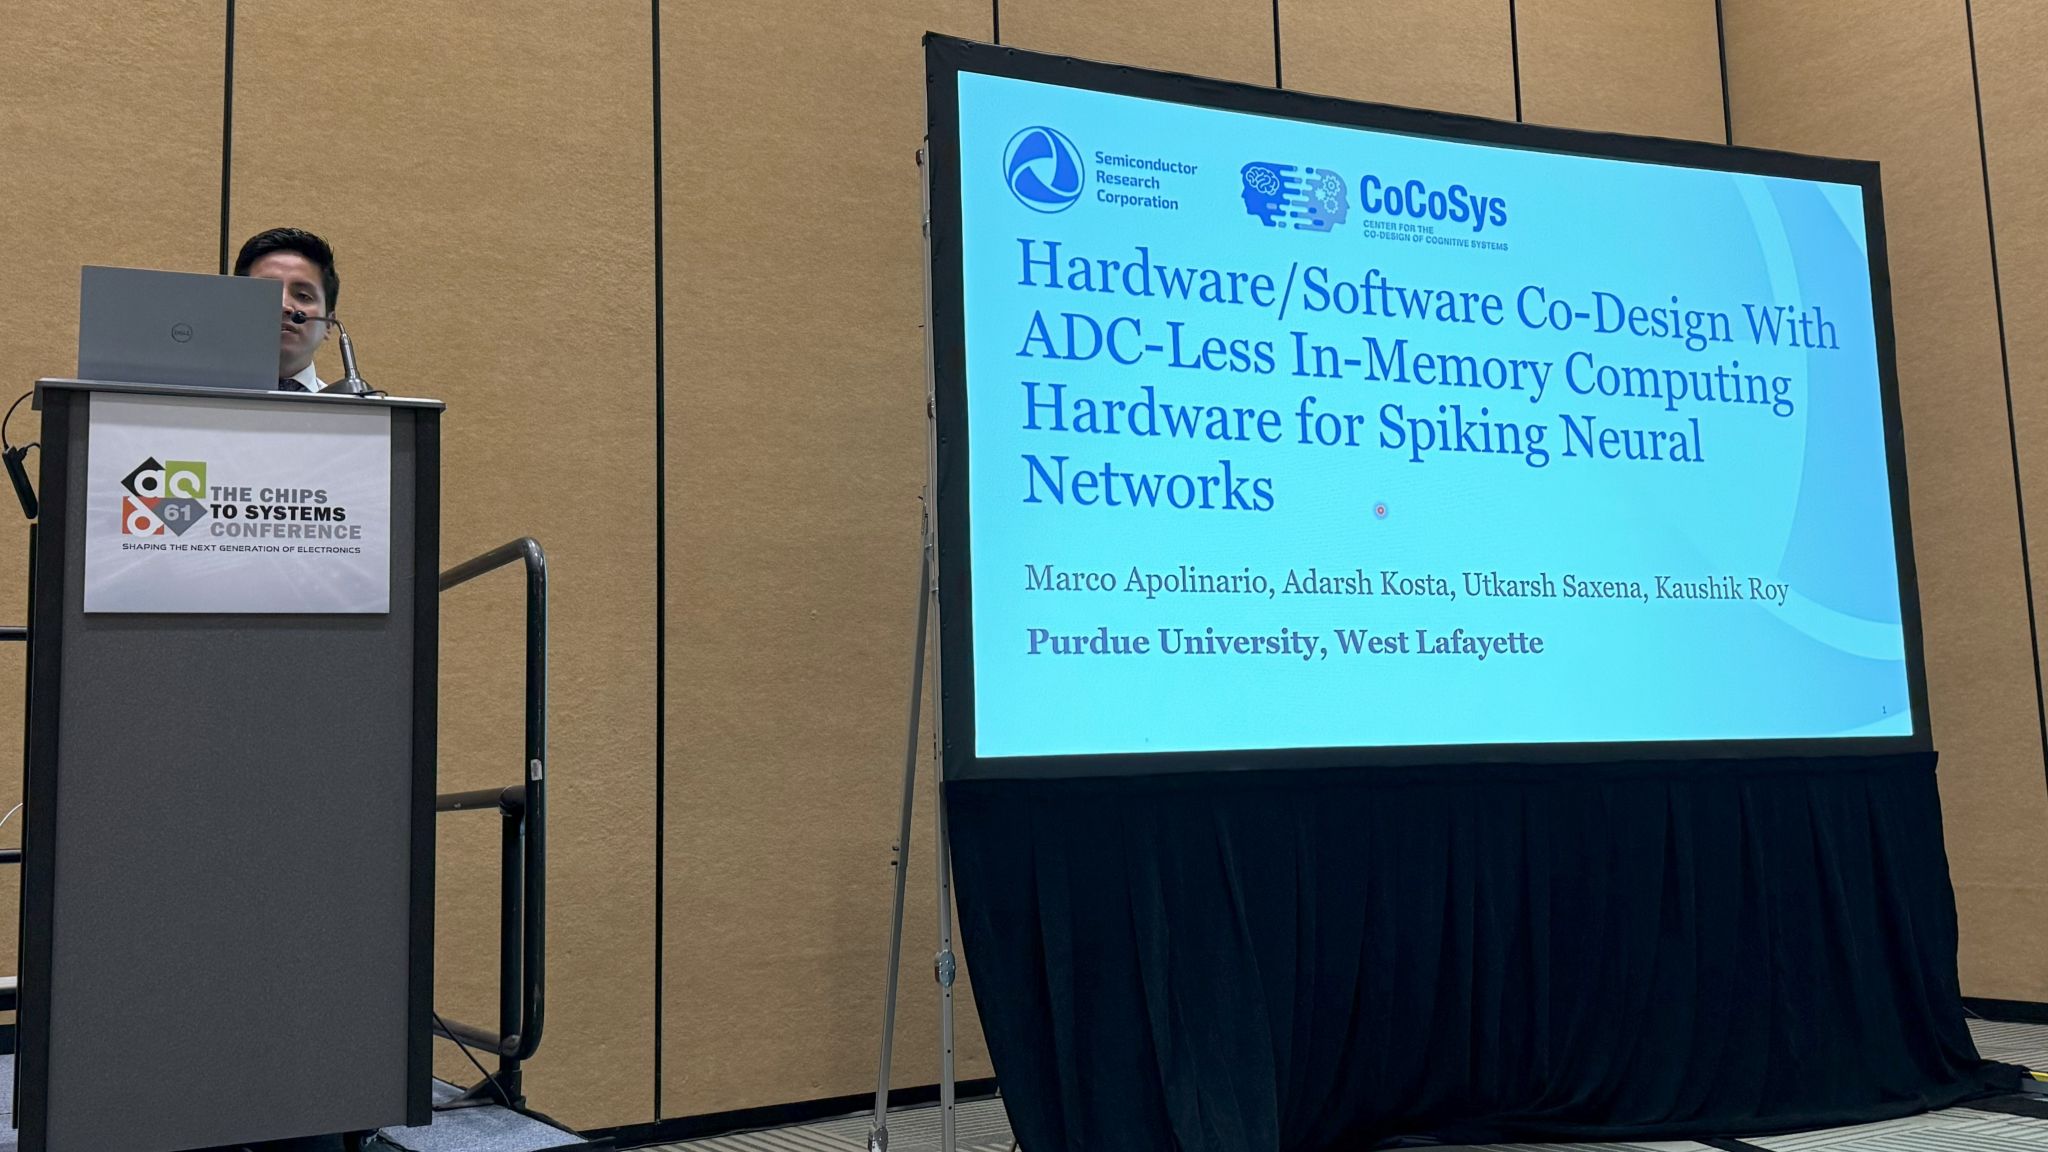 DELL
61
THE CHIPS
TO SYSTEMS
CONFERENCE
SHAPING THE NEXT GENERATION OF ELECTRONICS
Semiconductor
Research
Corporation
CoCoSys
CENTER FOR THE
CO-DESIGN OF COGNITIVE SYSTEMS
Hardware/Software Co-Design With
ADC-Less In-Memory Computing
Hardware for Spiking Neural
Networks
Marco Apolinario, Adarsh Kosta, Utkarsh Saxena, Kaushik Roy
Purdue University, West Lafayette
1